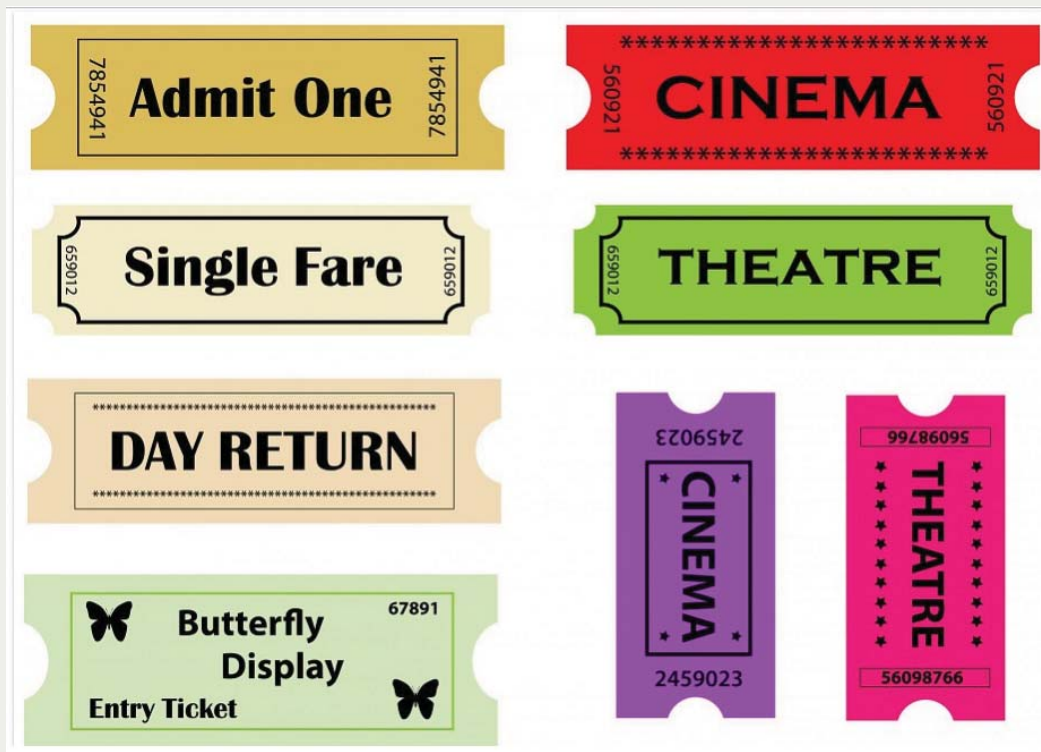 7854941
Admit One
7854941
************************
560921
CINEMA
560921
************************
659012
Single Fare
659012
659012
THEATRE
659012
DAY RETURN
2459023
CINEMA
2459023
56098766
THEATRE
56098766
67891
Butterfly
Display
Entry Ticket